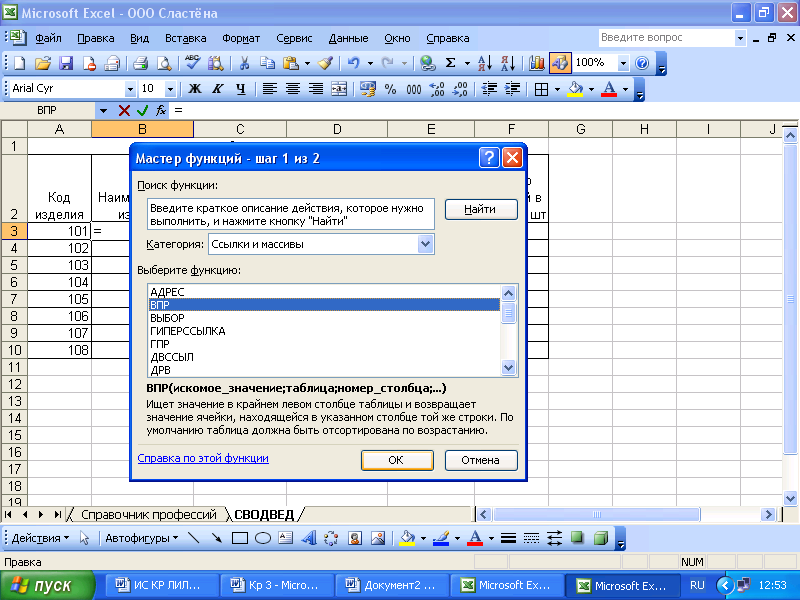 Microsoft Excel - ООО Сластёна
Файл Правка Вид Вставка Формат Сервис Данные Окно Справка Введите вопрос
100%
Arial Cyr 10 Ж К Ч % 000
ВПР fx =
A B C D E F G H I J
1
2 Код изделия
3 101 =
4 102
5 103
6 104
7 105
8 106
9 107
10 108
11
12
13
14
15
16
17
18
19
Мастер функций - шаг 1 из 2
Поиск функции:
Введите краткое описание действия, которое нужно
выполнить, и нажмите кнопку "Найти"
Найти
Категория: Ссылки и массивы
Выберите функцию:
АДРЕС
ВПР
ВЫБОР
ГИПЕРССЫЛКА
ГПР
ДВССЫЛ
ДРВ
ВПР(искомое_значение;таблица;номер_столбца;...)
Ищет значение в крайнем левом столбце таблицы и возвращает
значение ячейки, находящейся в указанном столбце той же строки. По
умолчанию таблица должна быть отсортирована по возрастанию.
Справка по этой функции ОК Отмена
Справочник профессий СВОДВЕД
Действия Автофигуры
Правка NUM
пуск ИС КР ЛИЛ... Кр 3 - Micro... Документ2 ... Microsoft Ex... Microsoft Ex... RU 12:53